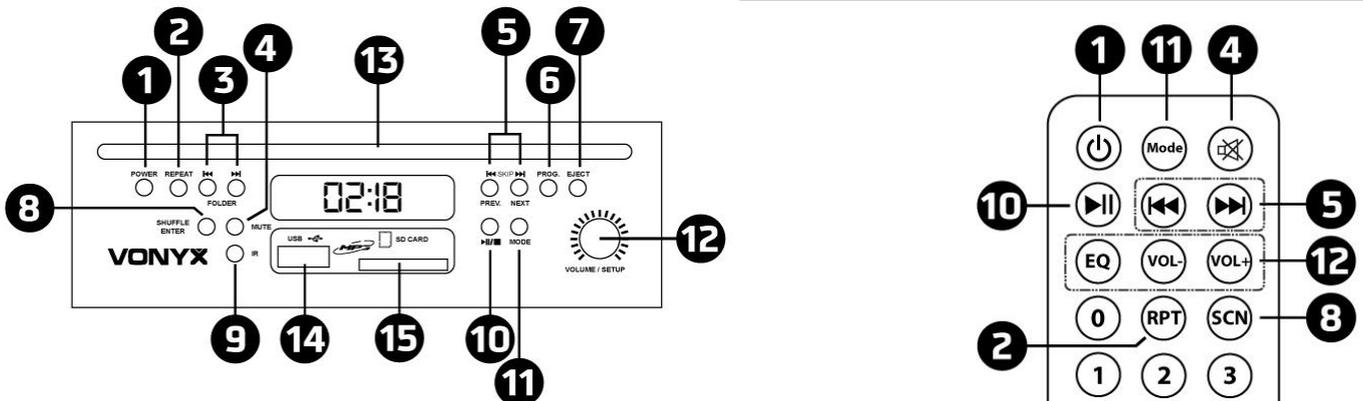 1 2 3 4 13 5 6 7
POWER REPEAT SKIP PROG. EJECT
FOLDER 02:18 PREV. NEXT
8 SHUFFLE ENTER MUTE
USB MP3 SD CARD MODE 12
VONYX IR VOLUME / SETUP
9 14 15 10 11
1 11 4
Mode
10 5
EQ VOL- VOL+ 12
0 RPT SCN 8
2
1 2 3